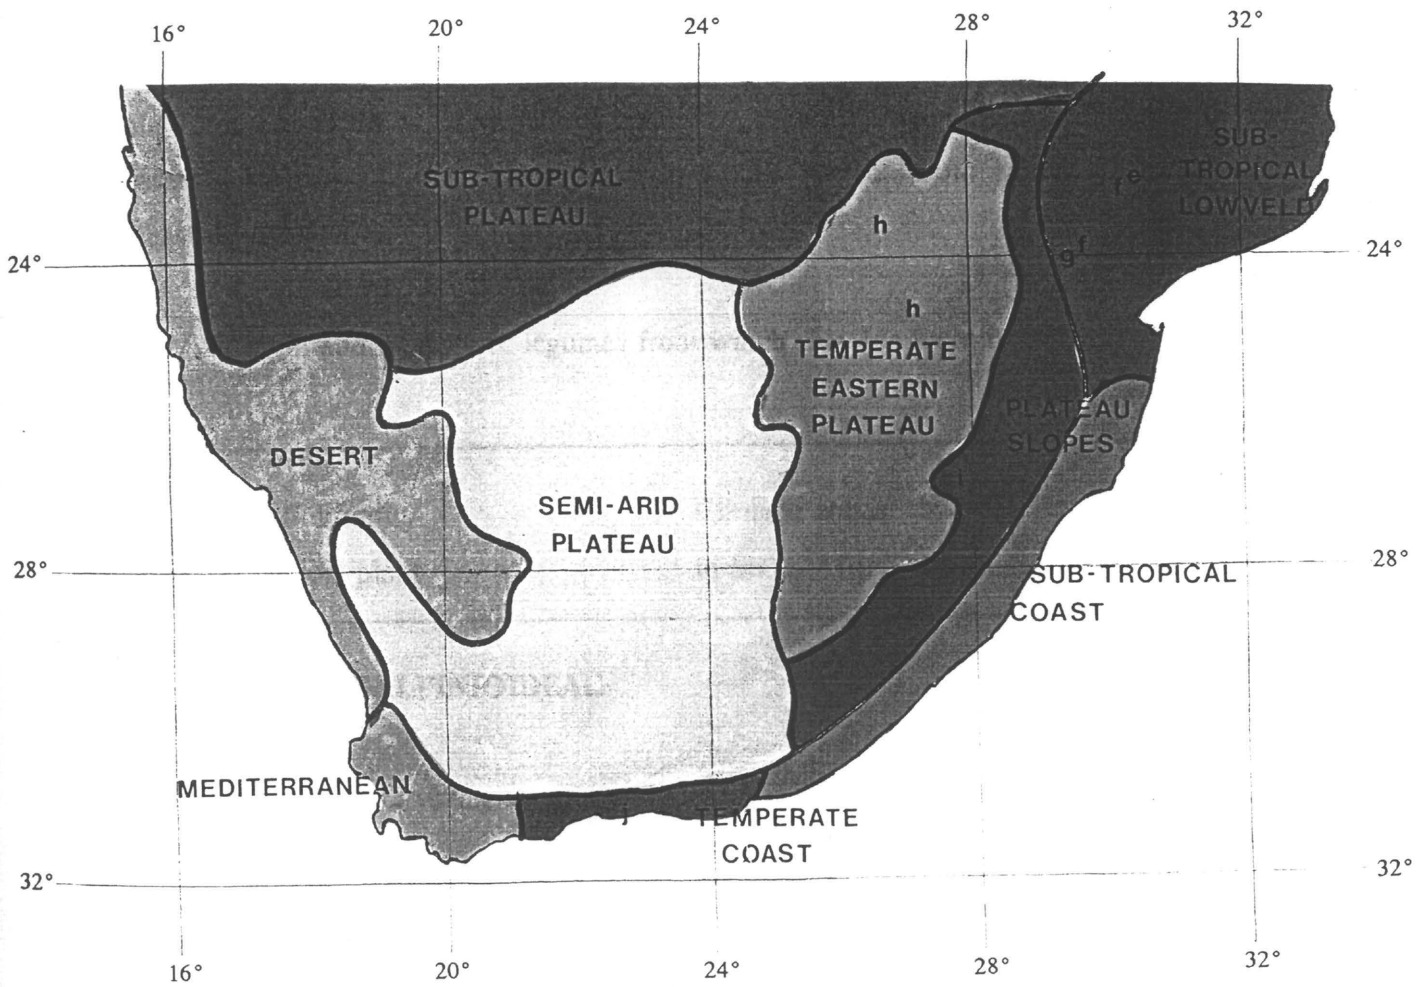 16° 20° 24° 28° 32°
SUB-
TROPICAL
LOWVELD
SUB-TROPICAL
PLATEAU
f e
h
24° 24°
g f
h
TEMPERATE
EASTERN
PLATEAU
PLATEAU
SLOPES
DESERT
i
SEMI-ARID
PLATEAU
28° 28°
SUB-TROPICAL
COAST
MEDITERRANEAN
j
TEMPERATE
COAST
32° 32°
16° 20° 24° 28° 32°